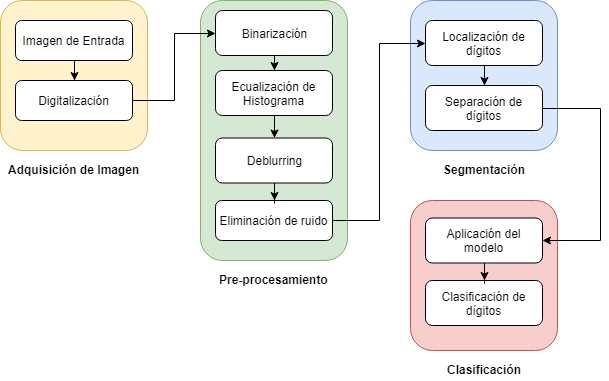 Imagen de Entrada
Digitalización
Adquisición de Imagen
Binarización
Ecualización de
Histograma
Deblurring
Eliminación de ruido
Pre-procesamiento
Localización de
dígitos
Separación de
dígitos
Segmentación
Aplicación del
modelo
Clasificación de
dígitos
Clasificación